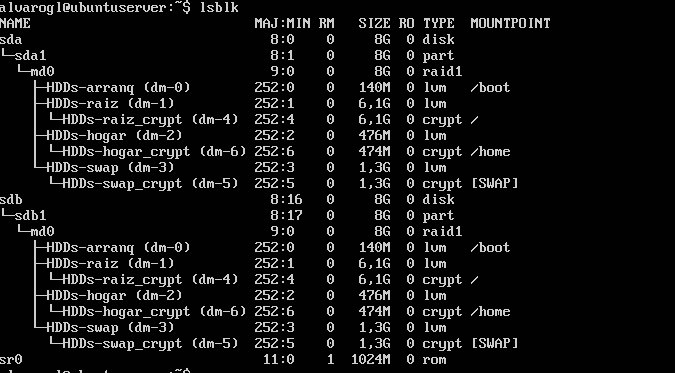 alvarogl@ubuntuserver:~$ lsblk
NAME                          MAJ:MIN RM   SIZE RO TYPE  MOUNTPOINT
sda                             8:0    0     8G  0 disk
└─sda1                          8:1    0     8G  0 part
  └─md0                         9:0    0     8G  0 raid1
    ├─HDDs-arranq (dm-0)      252:0    0   140M  0 lvm   /boot
    ├─HDDs-raiz (dm-1)        252:1    0   6,1G  0 lvm
    │ └─HDDs-raiz_crypt (dm-4) 252:4    0   6,1G  0 crypt /
    ├─HDDs-hogar (dm-2)       252:2    0   476M  0 lvm
    │ └─HDDs-hogar_crypt (dm-6) 252:6    0   474M  0 crypt /home
    └─HDDs-swap (dm-3)        252:3    0   1,3G  0 lvm
      └─HDDs-swap_crypt (dm-5) 252:5    0   1,3G  0 crypt [SWAP]
sdb                             8:16   0     8G  0 disk
└─sdb1                          8:17   0     8G  0 part
  └─md0                         9:0    0     8G  0 raid1
    ├─HDDs-arranq (dm-0)      252:0    0   140M  0 lvm   /boot
    ├─HDDs-raiz (dm-1)        252:1    0   6,1G  0 lvm
    │ └─HDDs-raiz_crypt (dm-4) 252:4    0   6,1G  0 crypt /
    ├─HDDs-hogar (dm-2)       252:2    0   476M  0 lvm
    │ └─HDDs-hogar_crypt (dm-6) 252:6    0   474M  0 crypt /home
    └─HDDs-swap (dm-3)        252:3    0   1,3G  0 lvm
      └─HDDs-swap_crypt (dm-5) 252:5    0   1,3G  0 crypt [SWAP]
sr0                            11:0    1  1024M  0 rom
alvarogl@ubuntuserver:~$